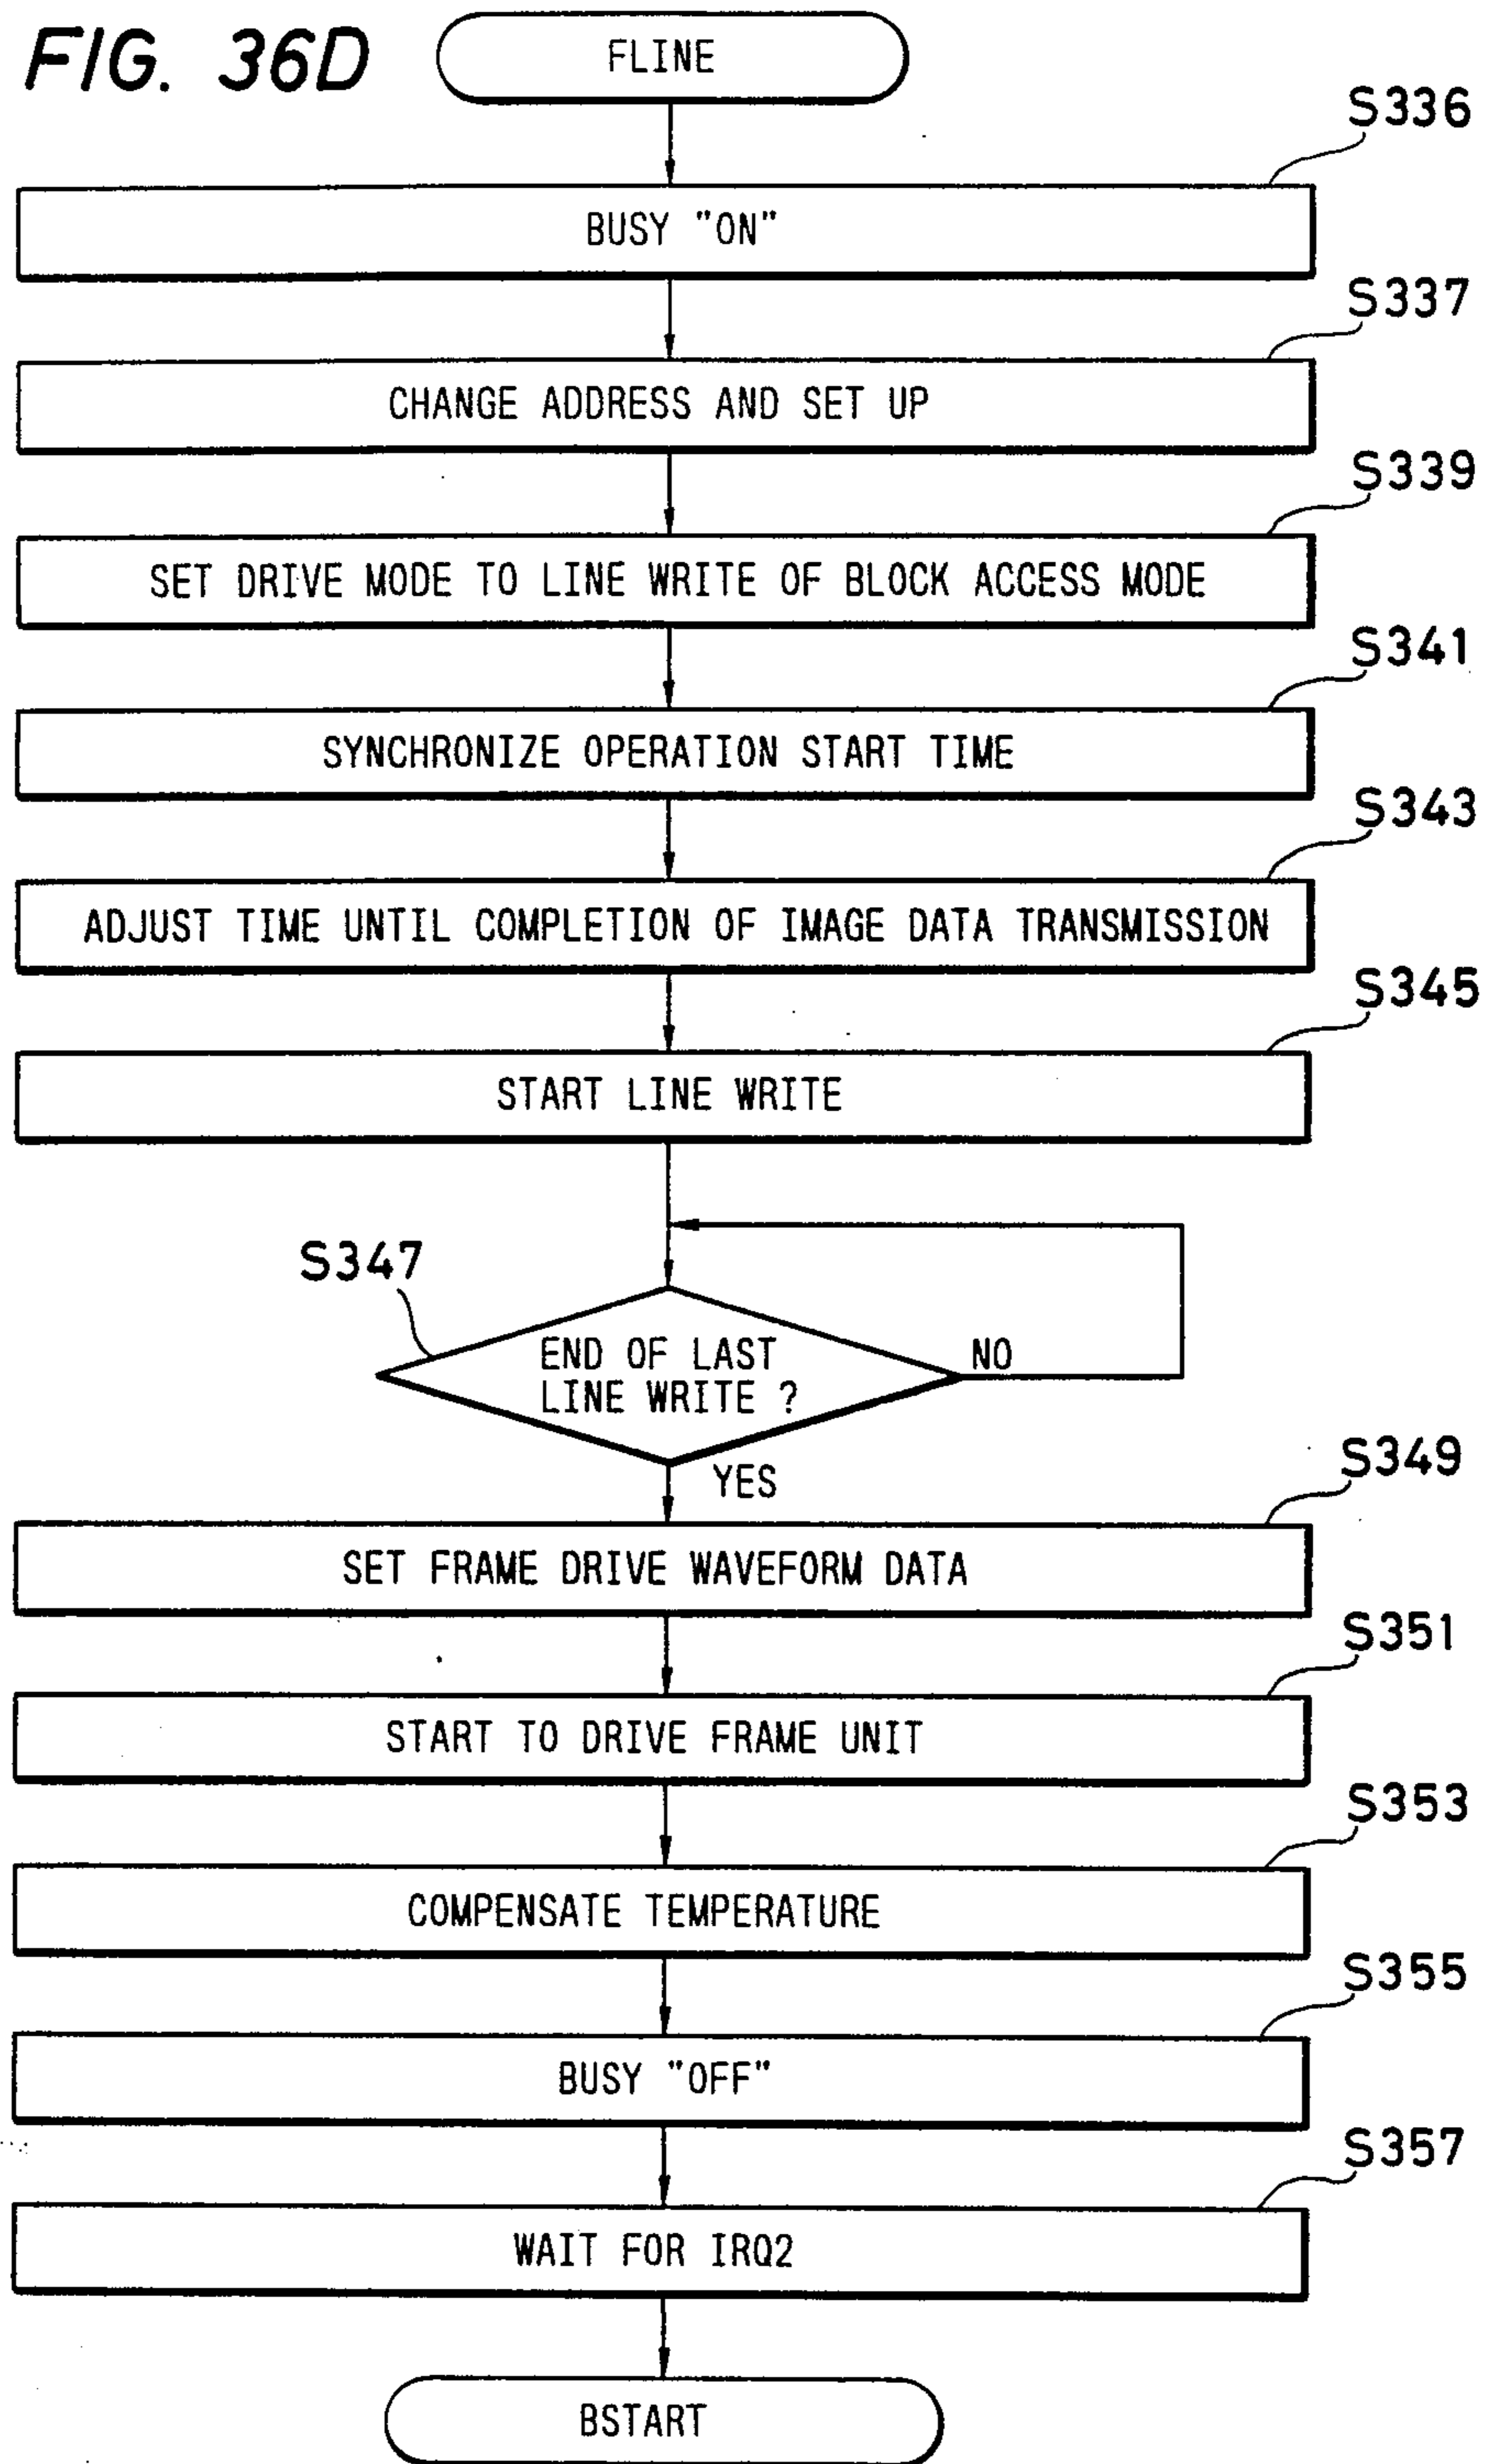 FIG. 36D
FLINE
S336
BUSY "ON"
S337
CHANGE ADDRESS AND SET UP
S339
SET DRIVE MODE TO LINE WRITE OF BLOCK ACCESS MODE
S341
SYNCHRONIZE OPERATION START TIME
S343
ADJUST TIME UNTIL COMPLETION OF IMAGE DATA TRANSMISSION
S345
START LINE WRITE
S347
END OF LAST
LINE WRITE ?
NO
YES
S349
SET FRAME DRIVE WAVEFORM DATA
S351
START TO DRIVE FRAME UNIT
S353
COMPENSATE TEMPERATURE
S355
BUSY "OFF"
S357
WAIT FOR IRQ2
BSTART